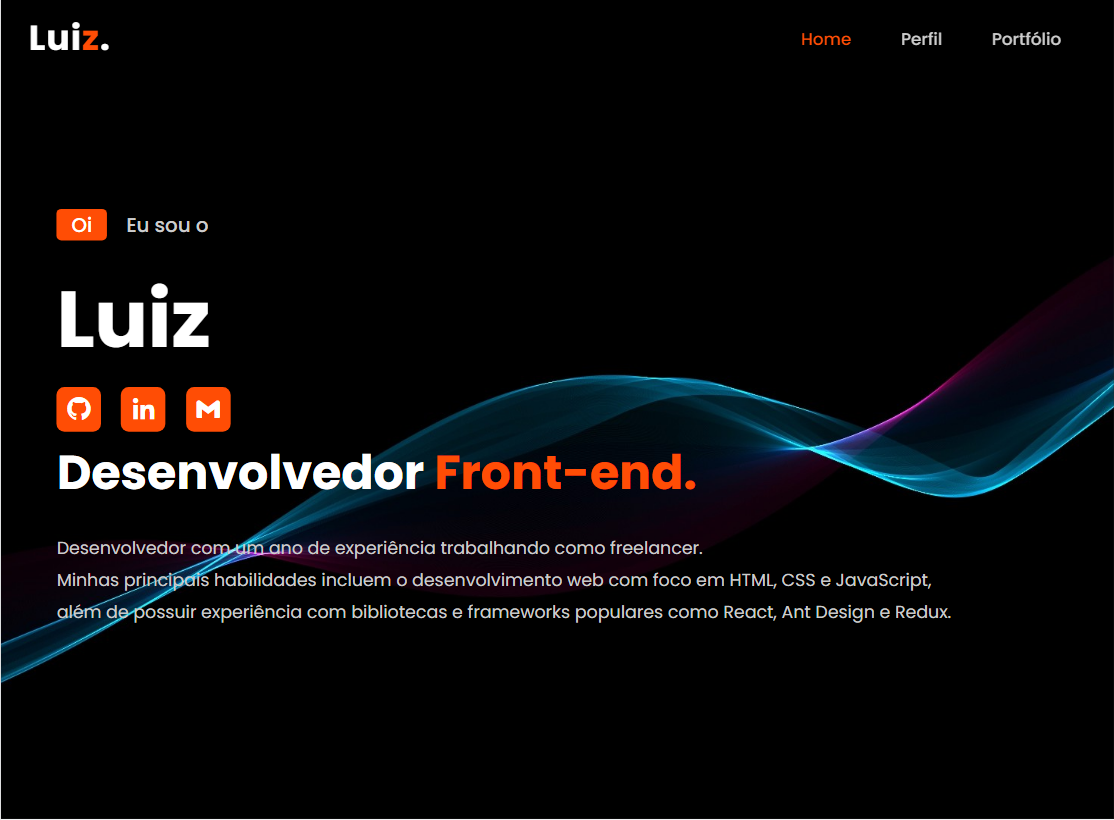 Luiz.
Home Perfil Portfólio
Oi Eu sou o
Luiz
in
Desenvolvedor Front-end.
Desenvolvedor com um ano de experiência trabalhando como freelancer.
Minhas principais habilidades incluem o desenvolvimento web com foco em HTML, CSS e JavaScript,
além de possuir experiência com bibliotecas e frameworks populares como React, Ant Design e Redux.